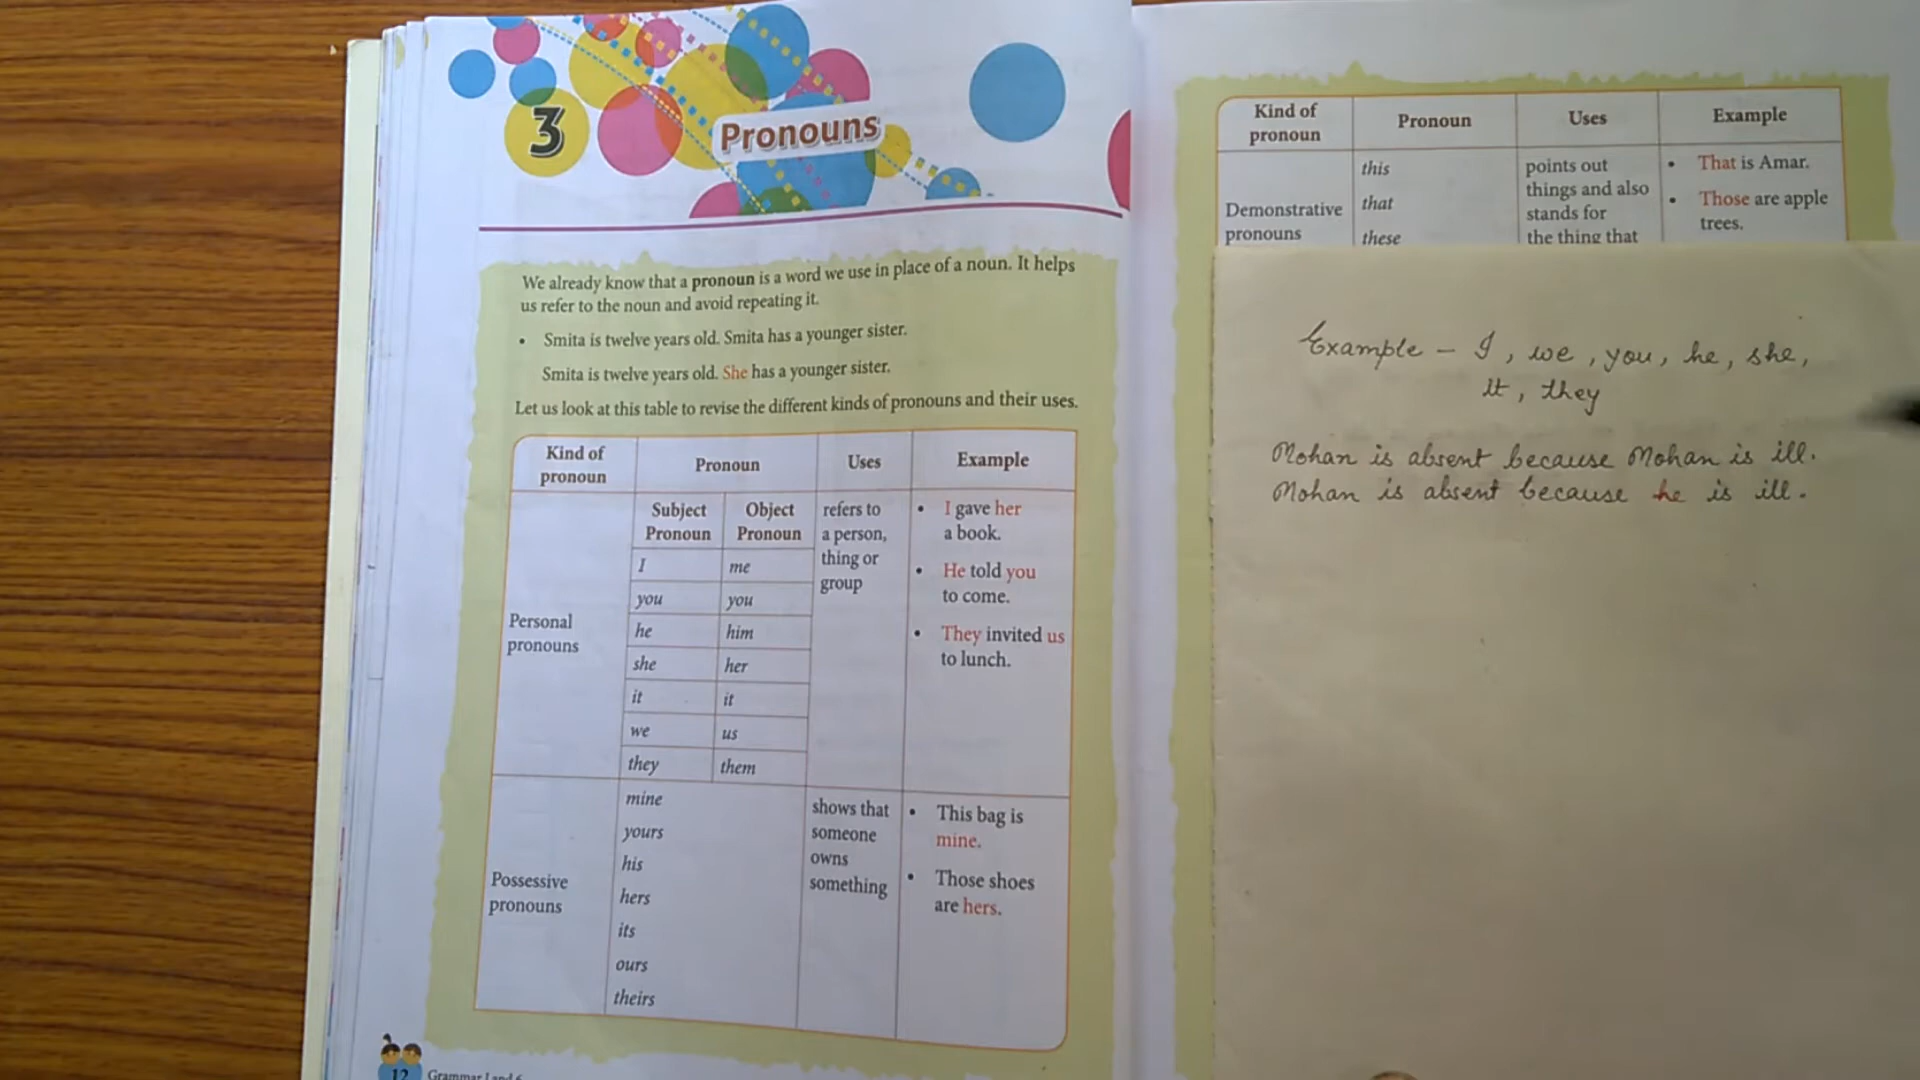 3
Pronouns
We already know that a pronoun is a word we use in place of a noun. It helps
us refer to the noun and avoid repeating it.
• Smita is twelve years old. Smita has a younger sister.
Smita is twelve years old. She has a younger sister.
Let us look at this table to revise the different kinds of pronouns and their uses.
Kind of pronoun | Pronoun | Uses | Example
Subject Pronoun | Object Pronoun
Personal pronouns
I | me
you | you
he | him
she | her
it | it
we | us
they | them
refers to
a person,
thing or
group
• I gave her
a book.
• He told you
to come.
• They invited us
to lunch.
Possessive pronouns
mine
yours
his
hers
its
ours
theirs
shows that
someone
owns
something
• This bag is
mine.
• Those shoes
are hers.
12
Kind of pronoun | Pronoun | Uses | Example
Demonstrative pronouns
this
that
these
points out
things and also
stands for
the thing that
• That is Amar.
• Those are apple
trees.
Example - I, we, you, he, she,
it, they
Mohan is absent because Mohan is ill.
Mohan is absent because he is ill.